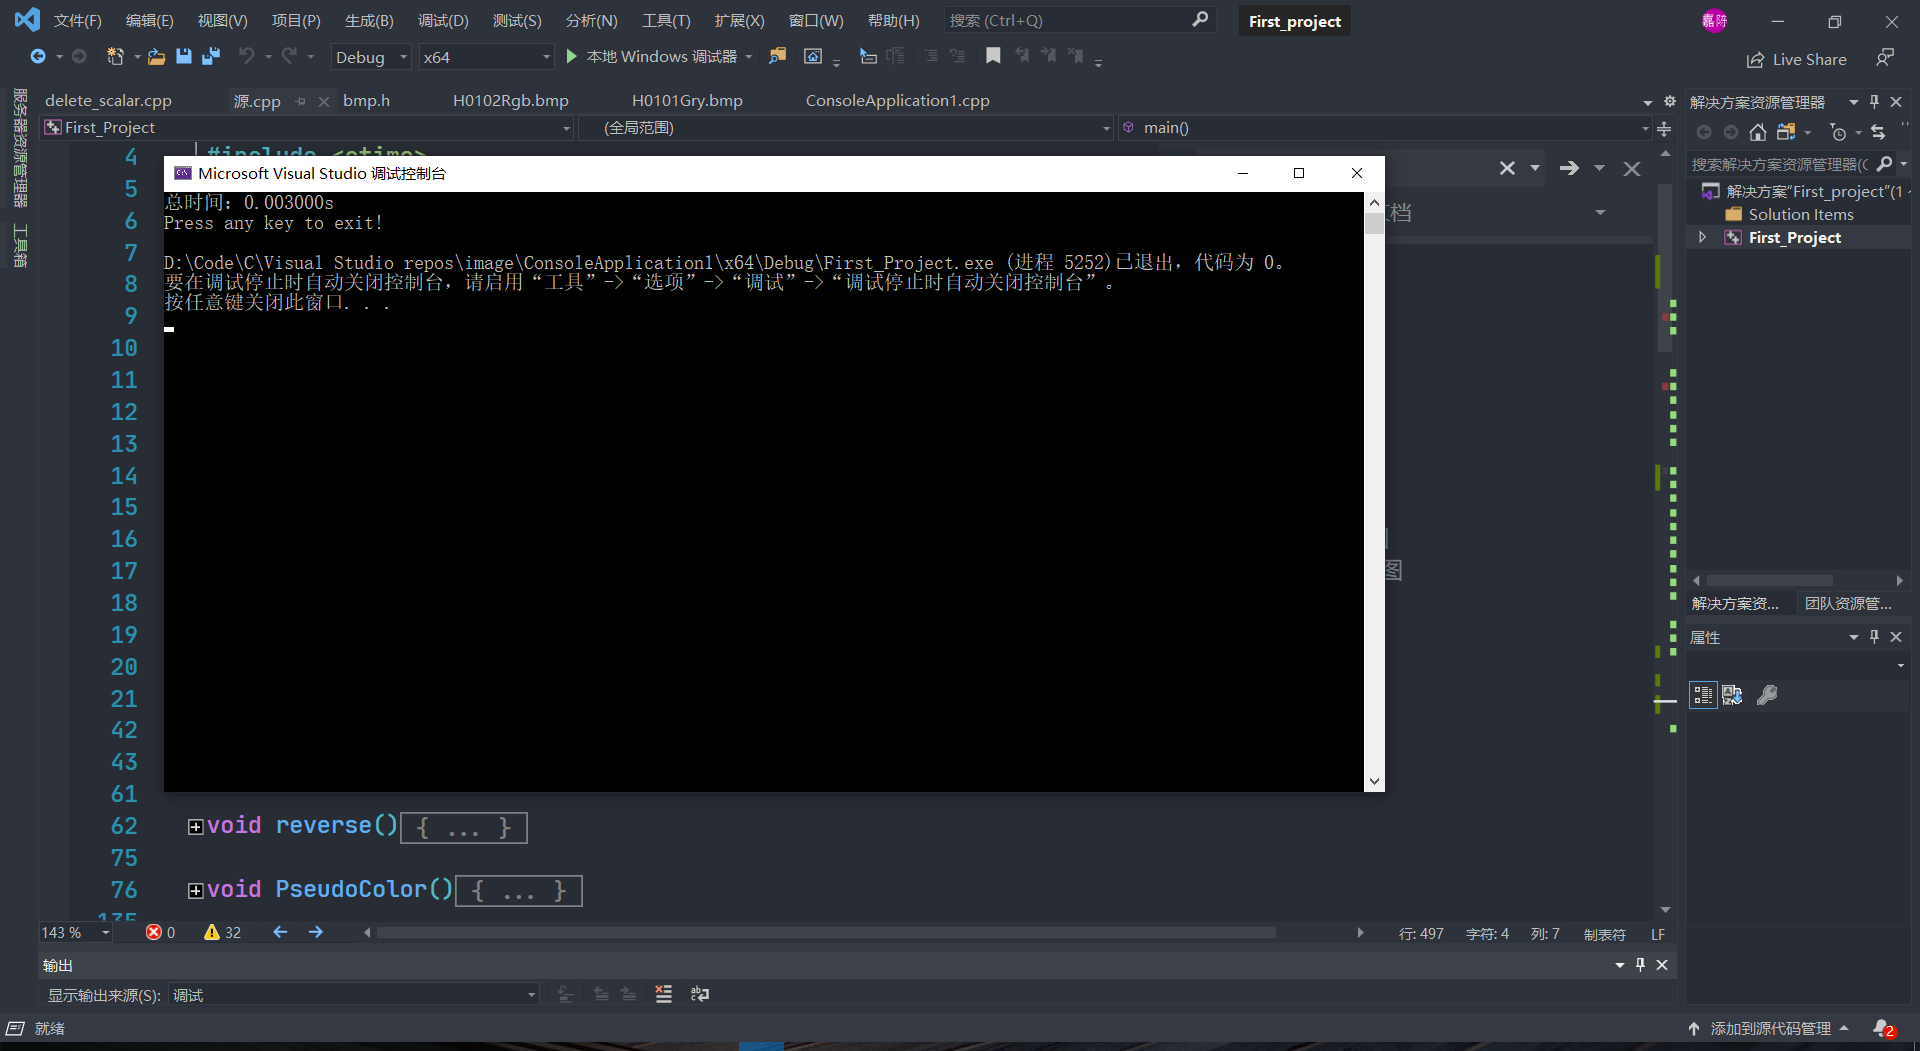 文件(F) 编辑(E) 视图(V) 项目(P) 生成(B) 调试(D) 测试(S) 分析(N) 工具(T) 扩展(X) 窗口(W) 帮助(H) 搜索 (Ctrl+Q) First_project 嘉陈
Debug x64 本地 Windows 调试器 Live Share
服务器资源管理器
工具箱
delete_scalar.cpp 源.cpp bmp.h H0102Rgb.bmp H0101Gry.bmp ConsoleApplication1.cpp
First_Project (全局范围) main()
4 #include <ctime>
Microsoft Visual Studio 调试控制台
总时间: 0.003000s
Press any key to exit!
D:\Code\C\Visual Studio repos\image\ConsoleApplication1\x64\Debug\First_Project.exe (进程 5252)已退出，代码为 0。
要在调试停止时自动关闭控制台，请启用“工具”->“选项”->“调试”->“调试停止时自动关闭控制台”。
按任意键关闭此窗口. . .
档
图
5
6
7
8
9
10
11
12
13
14
15
16
17
18
19
20
21
42
43
61
62 void reverse(){ ... }
75
76 void PseudoColor(){ ... }
135
143 % 0 32 行: 497 字符: 4 列: 7 制表符 LF
输出
显示输出来源(S): 调试
解决方案资源管理器
搜索解决方案资源管理器(C
解决方案“First_project”(1
Solution Items
First_Project
解决方案资... 团队资源管...
属性
就绪 添加到源代码管理 2